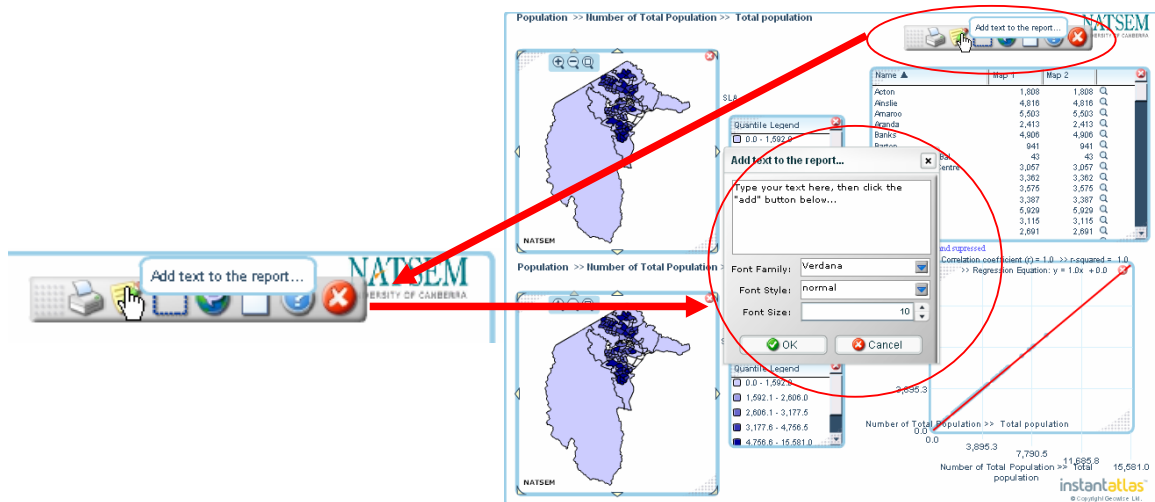 Population >> Number of Total Population >> Total population
Add text to the report...
NATSEM
UNIVERSITY OF CANBERRA
Name Map 1 Map 2
Acton 1,808 1,808
Ainslie 4,816 4,816
Amaroo 5,503 5,503
Aranda 2,413 2,413
Banks 4,906 4,906
Barton 941 941
Bal 43 43
Centre 3,057 3,057
3,362 3,362
3,575 3,575
3,387 3,387
5,929 5,929
3,115 3,115
2,691 2,691
SLA
Quantile Legend
0.0 - 1,592.0
NATSEM
Add text to the report...
Type your text here, then click the
"add" button below...
Font Family: Verdana
Font Style: normal
Font Size: 10
OK Cancel
Add text to the report...
NATSEM
ERSITY OF CANBERRA
and supressed
Correlation coefficient (r) = 1.0 >> r-squared = 1.0
>> Regression Equation: y = 1.0x + 0.0
Population >> Number of Total Population
Quantile Legend
0.0 - 1,592.0
1,592.1 - 2,606.0
2,606.1 - 3,177.5
3,177.6 - 4,756.5
4,756.6 - 15,581.0
NATSEM
3,895.3
Number of Total Population >> Total population
0.0
0.0
3,895.3
7,790.5
11,685.8
15,581.0
Number of Total Population >> Total
population
instantatlas
© Copyright Geowise Ltd.